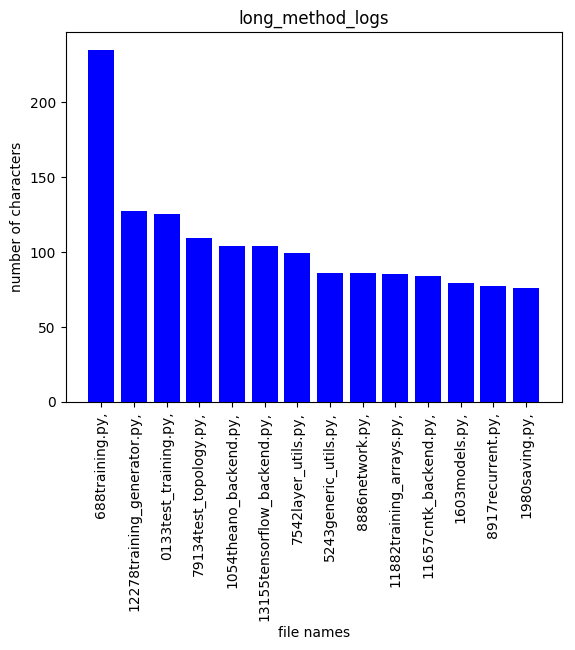 long_method_logs
number of characters
200
150
100
50
0
688training.py,
12278training_generator.py,
0133test_training.py,
79134test_topology.py,
1054theano_backend.py,
13155tensorflow_backend.py,
7542layer_utils.py,
5243generic_utils.py,
8886network.py,
11882training_arrays.py,
11657cntk_backend.py,
1603models.py,
8917recurrent.py,
1980saving.py,
file names